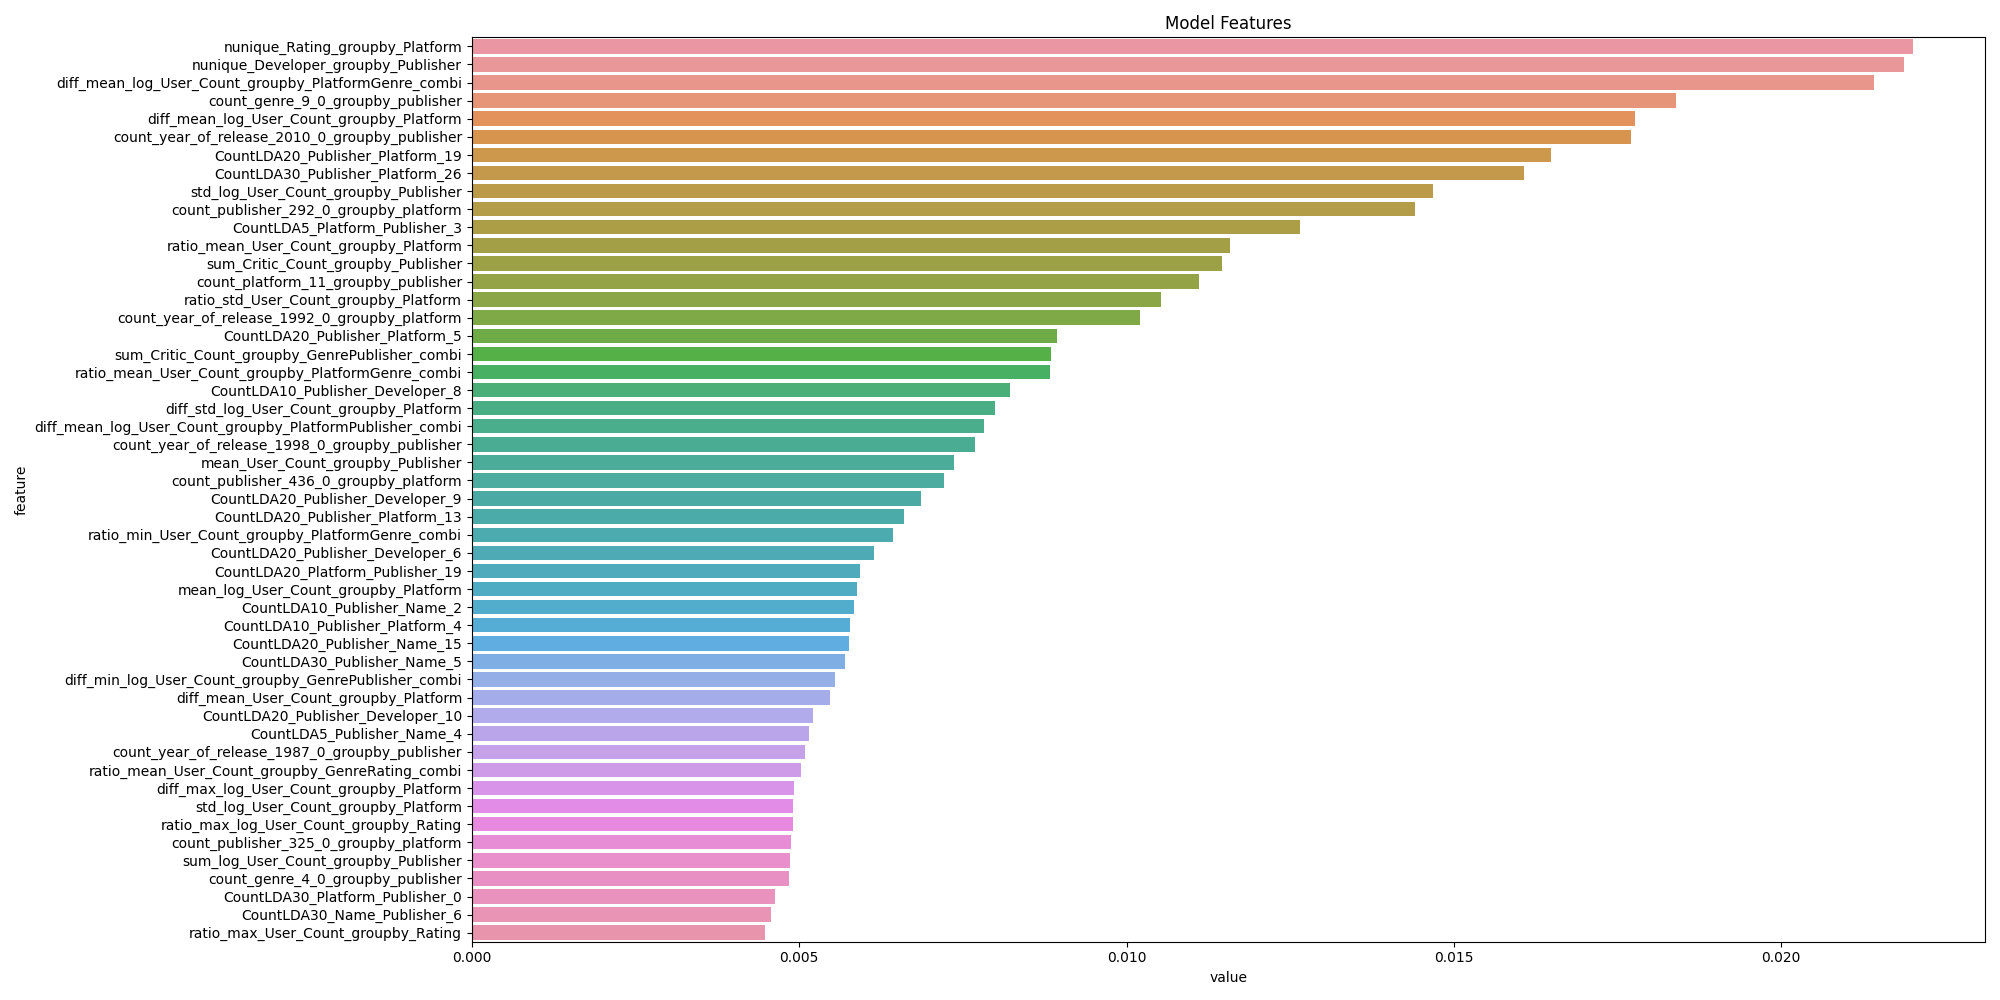 Model Features
feature
nunique_Rating_groupby_Platform
nunique_Developer_groupby_Publisher
diff_mean_log_User_Count_groupby_PlatformGenre_combi
count_genre_9_0_groupby_publisher
diff_mean_log_User_Count_groupby_Platform
count_year_of_release_2010_0_groupby_publisher
CountLDA20_Publisher_Platform_19
CountLDA30_Publisher_Platform_26
std_log_User_Count_groupby_Publisher
count_publisher_292_0_groupby_platform
CountLDA5_Platform_Publisher_3
ratio_mean_User_Count_groupby_Platform
sum_Critic_Count_groupby_Publisher
count_platform_11_groupby_publisher
ratio_std_User_Count_groupby_Platform
count_year_of_release_1992_0_groupby_platform
CountLDA20_Publisher_Platform_5
sum_Critic_Count_groupby_GenrePublisher_combi
ratio_mean_User_Count_groupby_PlatformGenre_combi
CountLDA10_Publisher_Developer_8
diff_std_log_User_Count_groupby_Platform
diff_mean_log_User_Count_groupby_PlatformPublisher_combi
count_year_of_release_1998_0_groupby_publisher
mean_User_Count_groupby_Publisher
count_publisher_436_0_groupby_platform
CountLDA20_Publisher_Developer_9
CountLDA20_Publisher_Platform_13
ratio_min_User_Count_groupby_PlatformGenre_combi
CountLDA20_Publisher_Developer_6
CountLDA20_Platform_Publisher_19
mean_log_User_Count_groupby_Platform
CountLDA10_Publisher_Name_2
CountLDA10_Publisher_Platform_4
CountLDA20_Publisher_Name_15
CountLDA30_Publisher_Name_5
diff_min_log_User_Count_groupby_GenrePublisher_combi
diff_mean_User_Count_groupby_Platform
CountLDA20_Publisher_Developer_10
CountLDA5_Publisher_Name_4
count_year_of_release_1987_0_groupby_publisher
ratio_mean_User_Count_groupby_GenreRating_combi
diff_max_log_User_Count_groupby_Platform
std_log_User_Count_groupby_Platform
ratio_max_log_User_Count_groupby_Rating
count_publisher_325_0_groupby_platform
sum_log_User_Count_groupby_Publisher
count_genre_4_0_groupby_publisher
CountLDA30_Platform_Publisher_0
CountLDA30_Name_Publisher_6
ratio_max_User_Count_groupby_Rating
0.000 0.005 0.010 0.015 0.020
value